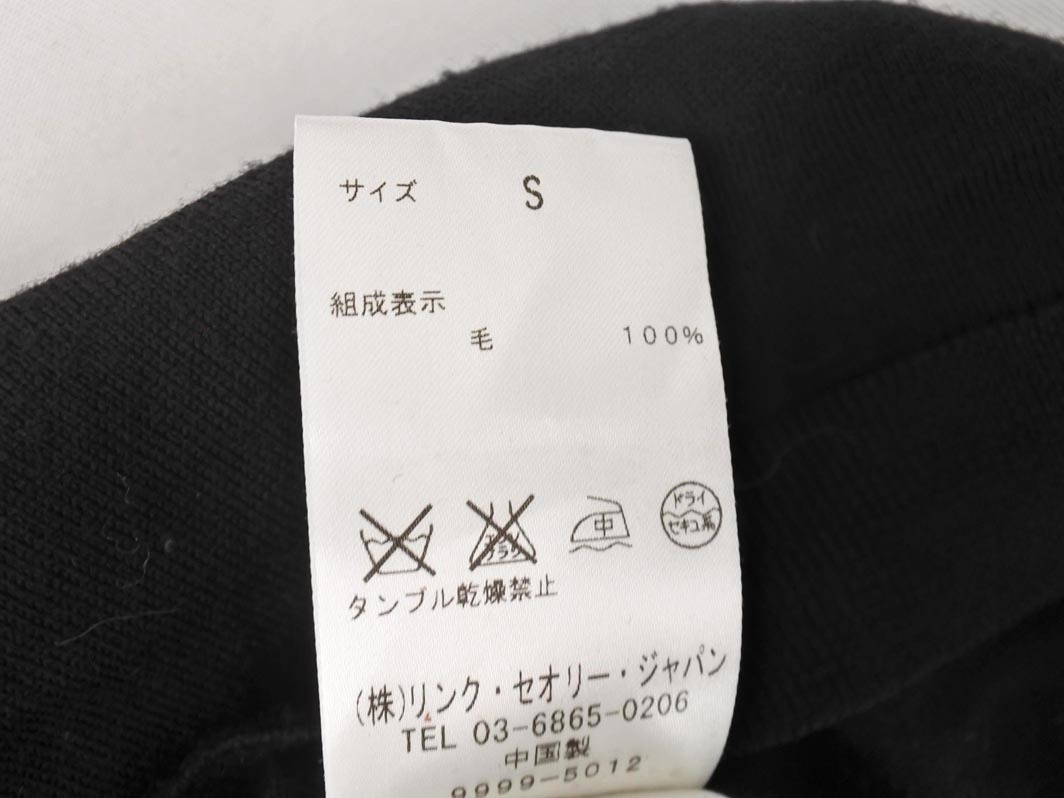 サイズ S
組成表示
毛 100%
中 ドライ
セキユ系
タンブル乾燥禁止
(株)リンク・セオリー・ジャパン
TEL 03-6865-0206
中国製
9999-5012